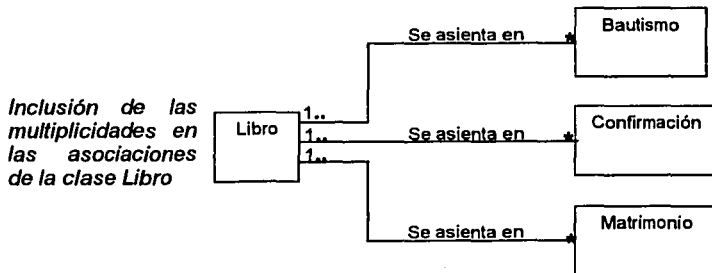 Bautismo
Se asienta en *
Inclusión de las
multiplicidades en
las asociaciones
de la clase Libro
Libro
1..
1..
1..
Se asienta en *
Confirmación
Se asienta en *
Matrimonio